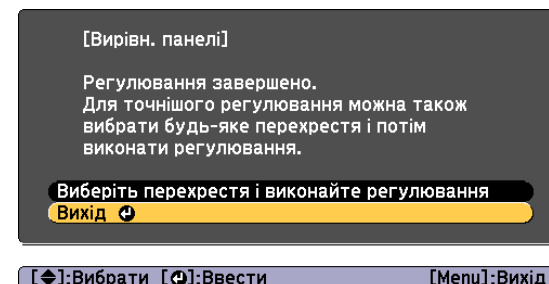 [Вирівн. панелі]
Регулювання завершено.
Для точнішого регулювання можна також
вибрати будь-яке перехрестя і потім
виконати регулювання.
Виберіть перехрестя і виконайте регулювання
Вихід
[]:Вибрати []:Ввести [Menu]:Вихід